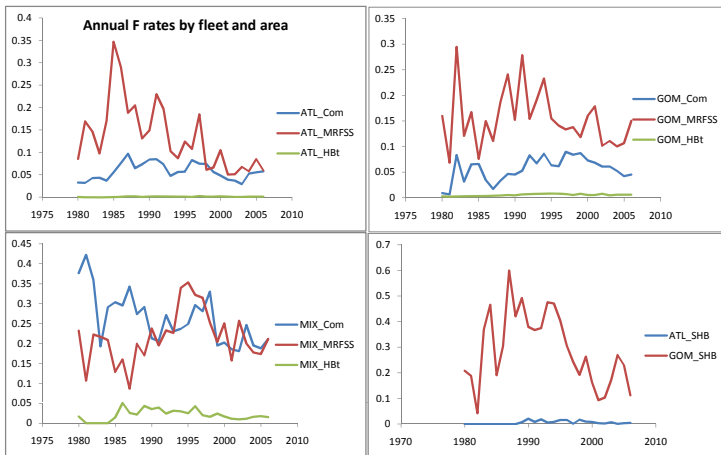 Annual F rates by fleet and area
0.4
0.35
0.3
0.25
0.2
0.15
0.1
0.05
0
1975 1980 1985 1990 1995 2000 2005 2010
ATL_Com
ATL_MRFSS
ATL_HBt
0.35
0.3
0.25
0.2
0.15
0.1
0.05
0
1975 1980 1985 1990 1995 2000 2005 2010
GOM_Com
GOM_MRFSS
GOM_HBt
0.45
0.4
0.35
0.3
0.25
0.2
0.15
0.1
0.05
0
1975 1980 1985 1990 1995 2000 2005 2010
MIX_Com
MIX_MRFSS
MIX_HBt
0.7
0.6
0.5
0.4
0.3
0.2
0.1
0
1970 1980 1990 2000 2010
ATL_SHB
GOM_SHB